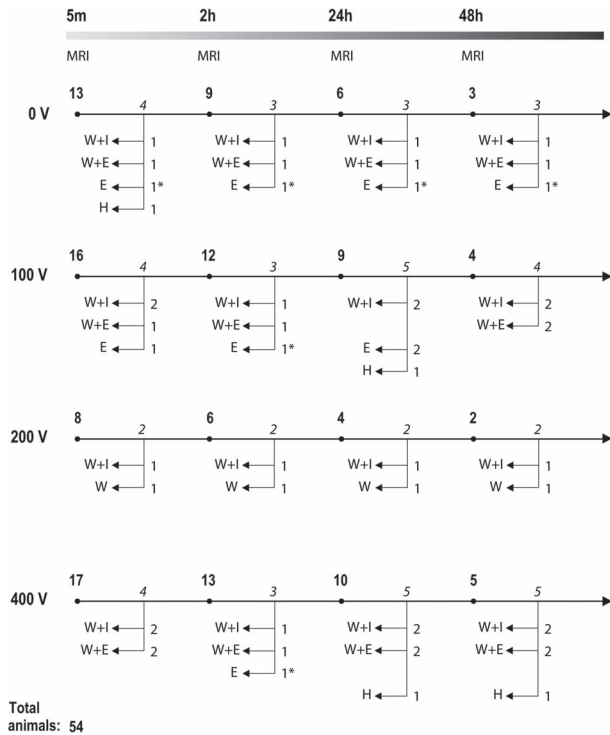 5m 2h 24h 48h
MRI MRI MRI MRI
13 9 6 3
0 V 4 3 3 3
W+I 1 W+I 1 W+I 1 W+I 1
W+E 1 W+E 1 W+E 1 W+E 1
E 1* E 1* E 1* E 1*
H 1
16 12 9 4
100 V 4 3 5 4
W+I 2 W+I 1 W+I 2 W+I 2
W+E 1 W+E 1 W+E 2
E 1 E 1* E 2
H 1
8 6 4 2
200 V 2 2 2 2
W+I 1 W+I 1 W+I 1 W+I 1
W 1 W 1 W 1 W 1
17 13 10 5
400 V 4 3 5 5
W+I 2 W+I 1 W+I 2 W+I 2
W+E 2 W+E 1 W+E 2 W+E 2
E 1*
H 1 H 1
Total
animals: 54